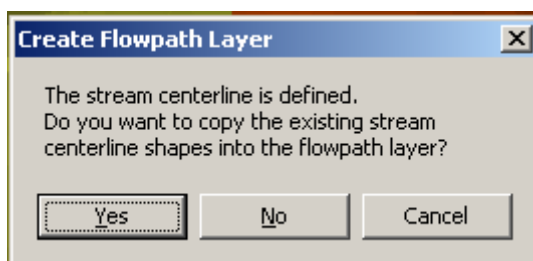 Create Flowpath Layer
The stream centerline is defined.
Do you want to copy the existing stream
centerline shapes into the flowpath layer?
Yes No Cancel